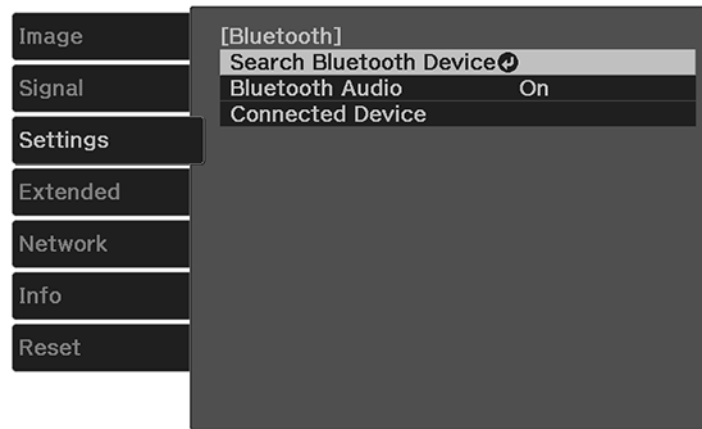 Image
Signal
Settings
Extended
Network
Info
Reset
[Bluetooth]
Search Bluetooth Device
Bluetooth Audio On
Connected Device